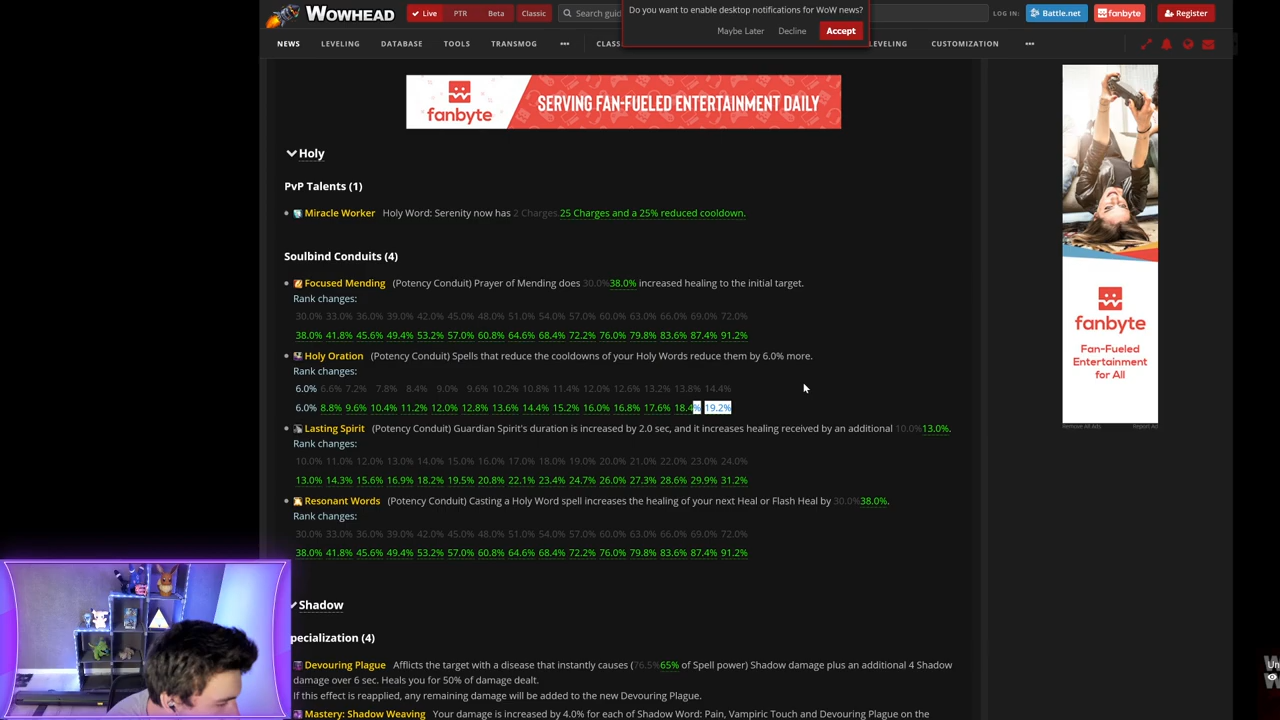 Do you want to enable desktop notifications for WoW news?
Maybe Later Decline Accept
WOWHEAD Live PTR Beta Classic Search guid LOG IN: Battle.net fanbyte Register
NEWS LEVELING DATABASE TOOLS TRANSMOG ••• CLASS LEVELING CUSTOMIZATION •••
fanbyte SERVING FAN-FUELED ENTERTAINMENT DAILY
Holy
PvP Talents (1)
Miracle Worker Holy Word: Serenity now has 2 Charges.25 Charges and a 25% reduced cooldown.
Soulbind Conduits (4)
Focused Mending (Potency Conduit) Prayer of Mending does 30.0%38.0% increased healing to the initial target.
Rank changes:
30.0% 33.0% 36.0% 39.0% 42.0% 45.0% 48.0% 51.0% 54.0% 57.0% 60.0% 63.0% 66.0% 69.0% 72.0%
38.0% 41.8% 45.6% 49.4% 53.2% 57.0% 60.8% 64.6% 68.4% 72.2% 76.0% 79.8% 83.6% 87.4% 91.2%
Holy Oration (Potency Conduit) Spells that reduce the cooldowns of your Holy Words reduce them by 6.0% more.
Rank changes:
6.0% 6.6% 7.2% 7.8% 8.4% 9.0% 9.6% 10.2% 10.8% 11.4% 12.0% 12.6% 13.2% 13.8% 14.4%
6.0% 8.8% 9.6% 10.4% 11.2% 12.0% 12.8% 13.6% 14.4% 15.2% 16.0% 16.8% 17.6% 18.4% 19.2%
Lasting Spirit (Potency Conduit) Guardian Spirit's duration is increased by 2.0 sec, and it increases healing received by an additional 10.0%13.0%.
Rank changes:
10.0% 11.0% 12.0% 13.0% 14.0% 15.0% 16.0% 17.0% 18.0% 19.0% 20.0% 21.0% 22.0% 23.0% 24.0%
13.0% 14.3% 15.6% 16.9% 18.2% 19.5% 20.8% 22.1% 23.4% 24.7% 26.0% 27.3% 28.6% 29.9% 31.2%
Resonant Words (Potency Conduit) Casting a Holy Word spell increases the healing of your next Heal or Flash Heal by 30.0%38.0%.
Rank changes:
30.0% 33.0% 36.0% 39.0% 42.0% 45.0% 48.0% 51.0% 54.0% 57.0% 60.0% 63.0% 66.0% 69.0% 72.0%
38.0% 41.8% 45.6% 49.4% 53.2% 57.0% 60.8% 64.6% 68.4% 72.2% 76.0% 79.8% 83.6% 87.4% 91.2%
Shadow
pecialization (4)
Devouring Plague Afflicts the target with a disease that instantly causes (76.5%65% of Spell power) Shadow damage plus an additional 4 Shadow
damage over 6 sec. Heals you for 50% of damage dealt.
If this effect is reapplied, any remaining damage will be added to the new Devouring Plague.
Mastery: Shadow Weaving Your damage is increased by 4.0% for each of Shadow Word: Pain, Vampiric Touch and Devouring Plague on the
fanbyte
Fan-Fueled
Entertainment
for All
Remove All Ads Report Ad
Un